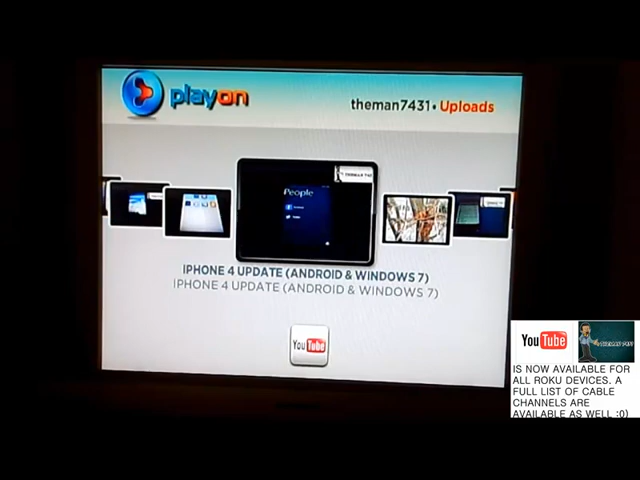 playon
theman7431• Uploads
People
IPHONE 4 UPDATE (ANDROID & WINDOWS 7)
IPHONE 4 UPDATE (ANDROID & WINDOWS 7)
YouTube
YouTube
IS NOW AVAILABLE FOR
ALL ROKU DEVICES. A
FULL LIST OF CABLE
CHANNELS ARE
AVAILABLE AS WELL :0)